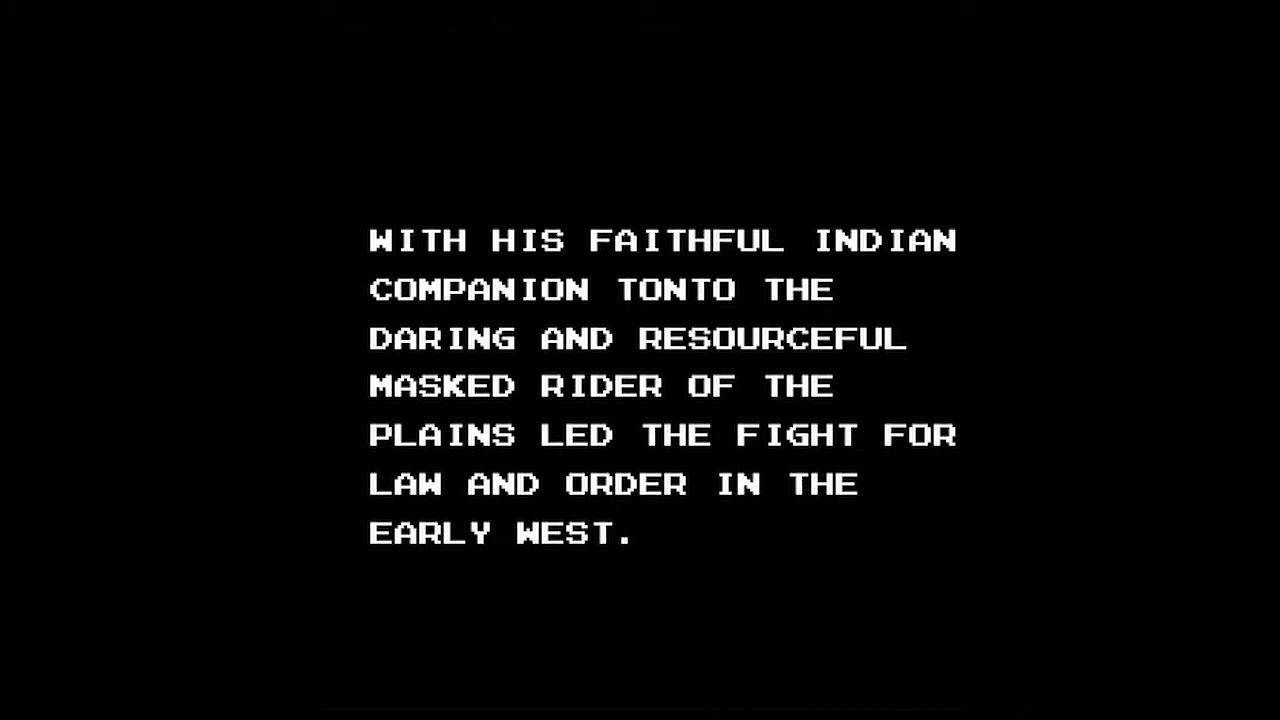 WITH HIS FAITHFUL INDIAN
COMPANION TONTO THE
DARING AND RESOURCEFUL
MASKED RIDER OF THE
PLAINS LED THE FIGHT FOR
LAW AND ORDER IN THE
EARLY WEST.